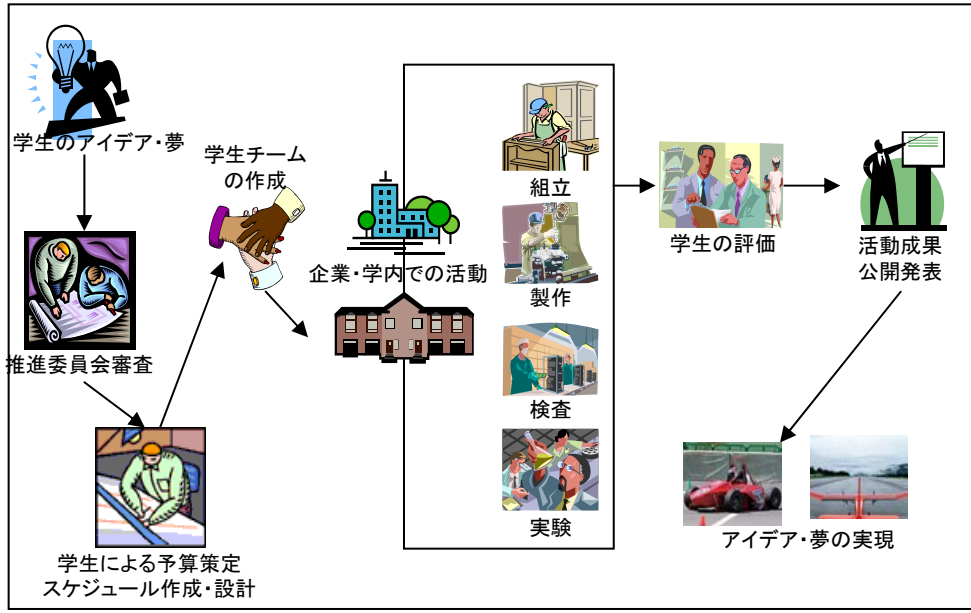 学生のアイデア・夢
推進委員会審査
学生による予算策定
スケジュール作成・設計
学生チーム
の作成
企業・学内での活動
組立
製作
検査
実験
学生の評価
活動成果
公開発表
アイデア・夢の実現